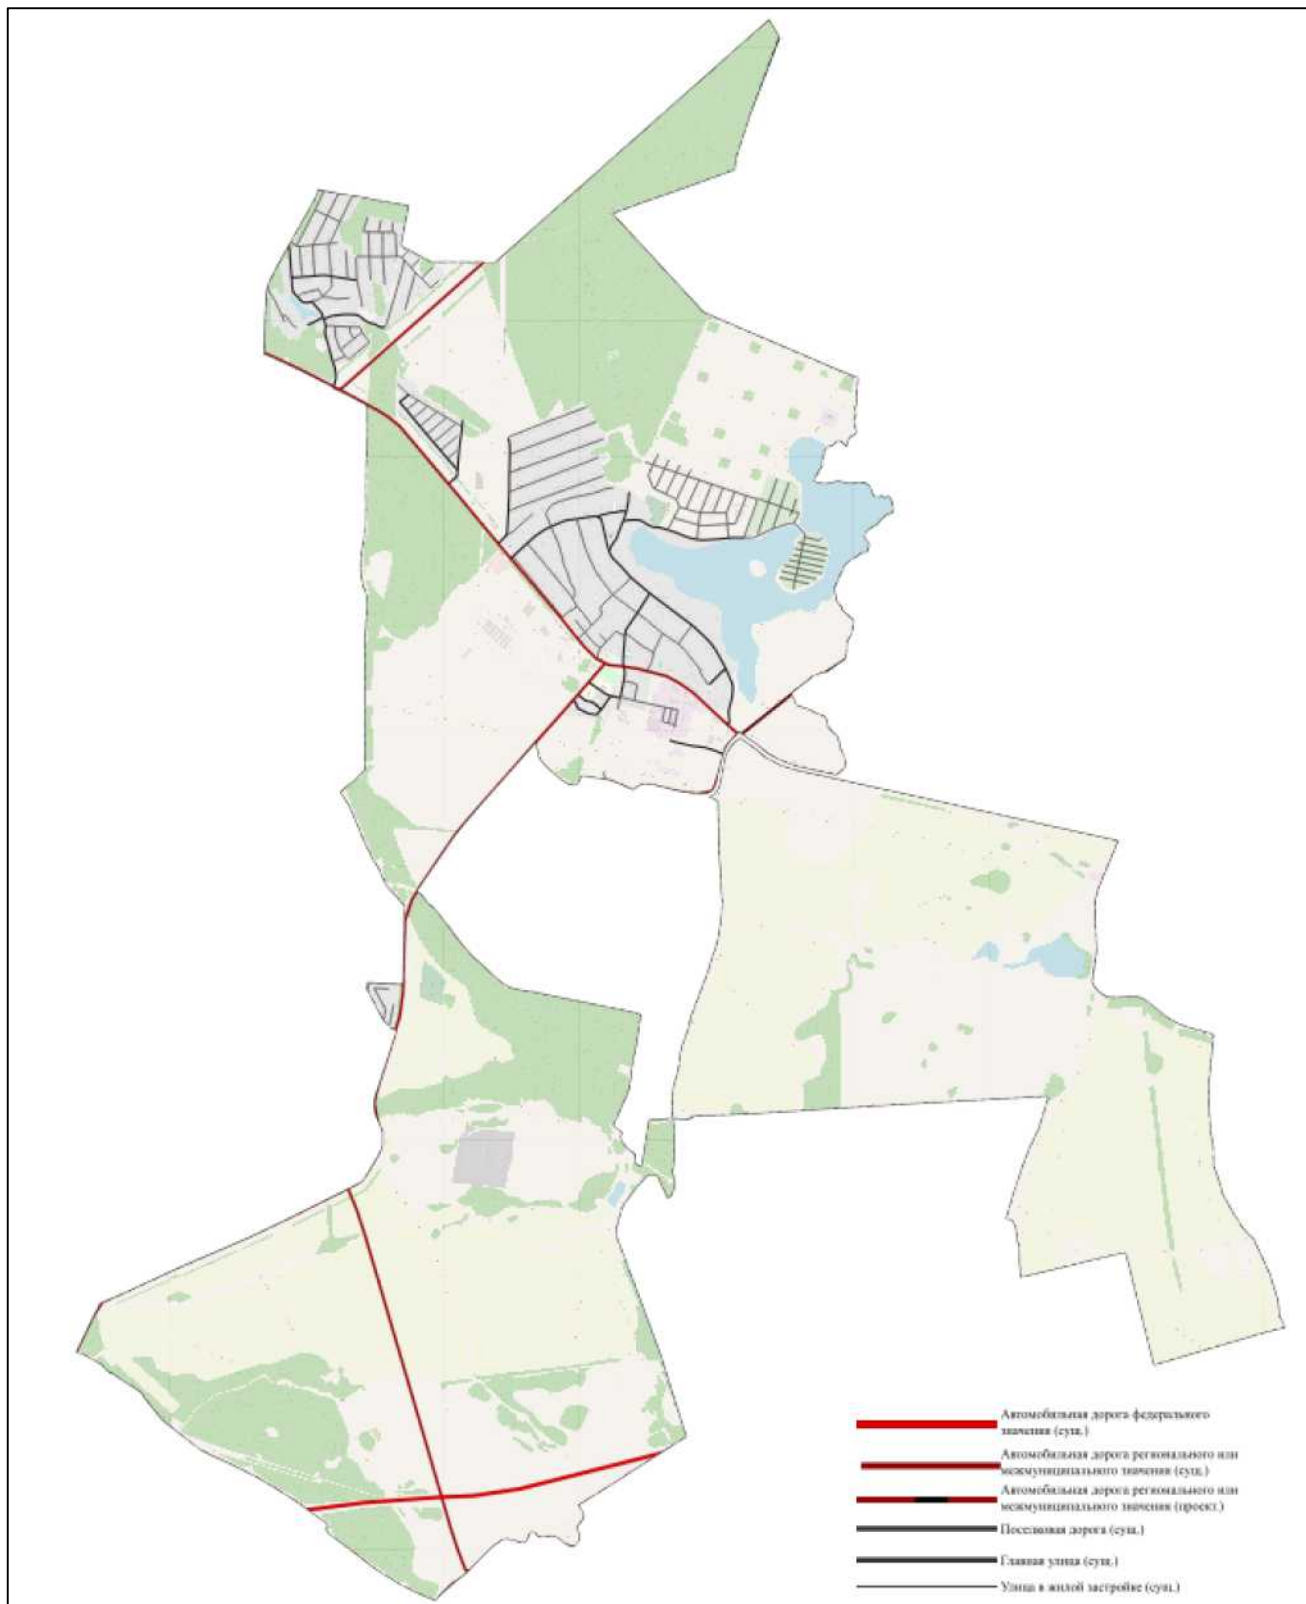 Автомобильная дорога федерального
значения (сущ.)
Автомобильная дорога регионального или
межмуниципального значения (сущ.)
Автомобильная дорога регионального или
межмуниципального значения (проект.)
Поселковая дорога (сущ.)
Главная улица (сущ.)
Улица в жилой застройке (сущ.)